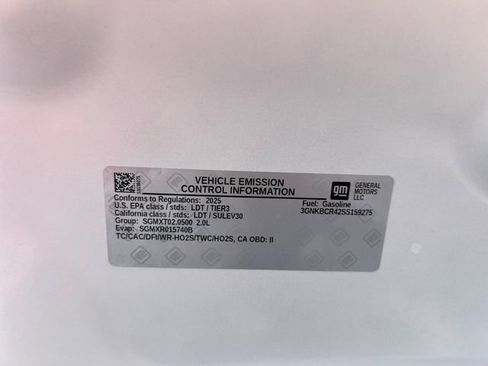 VEHICLE EMISSION
CONTROL INFORMATION
gm
GENERAL
MOTORS
LLC
Conforms to Regulations: 2025
Fuel: Gasoline
U.S. EPA class / stds: LDT / TIER3
3GNKBCR42SS159275
California class / stds: LDT / SULEV30
Group: SGMXT02.0500 2.0L
Evap: SGMXR015740B
TC/CAC/DFI/WR-HO2S/TWC/HO2S, CA OBD: II